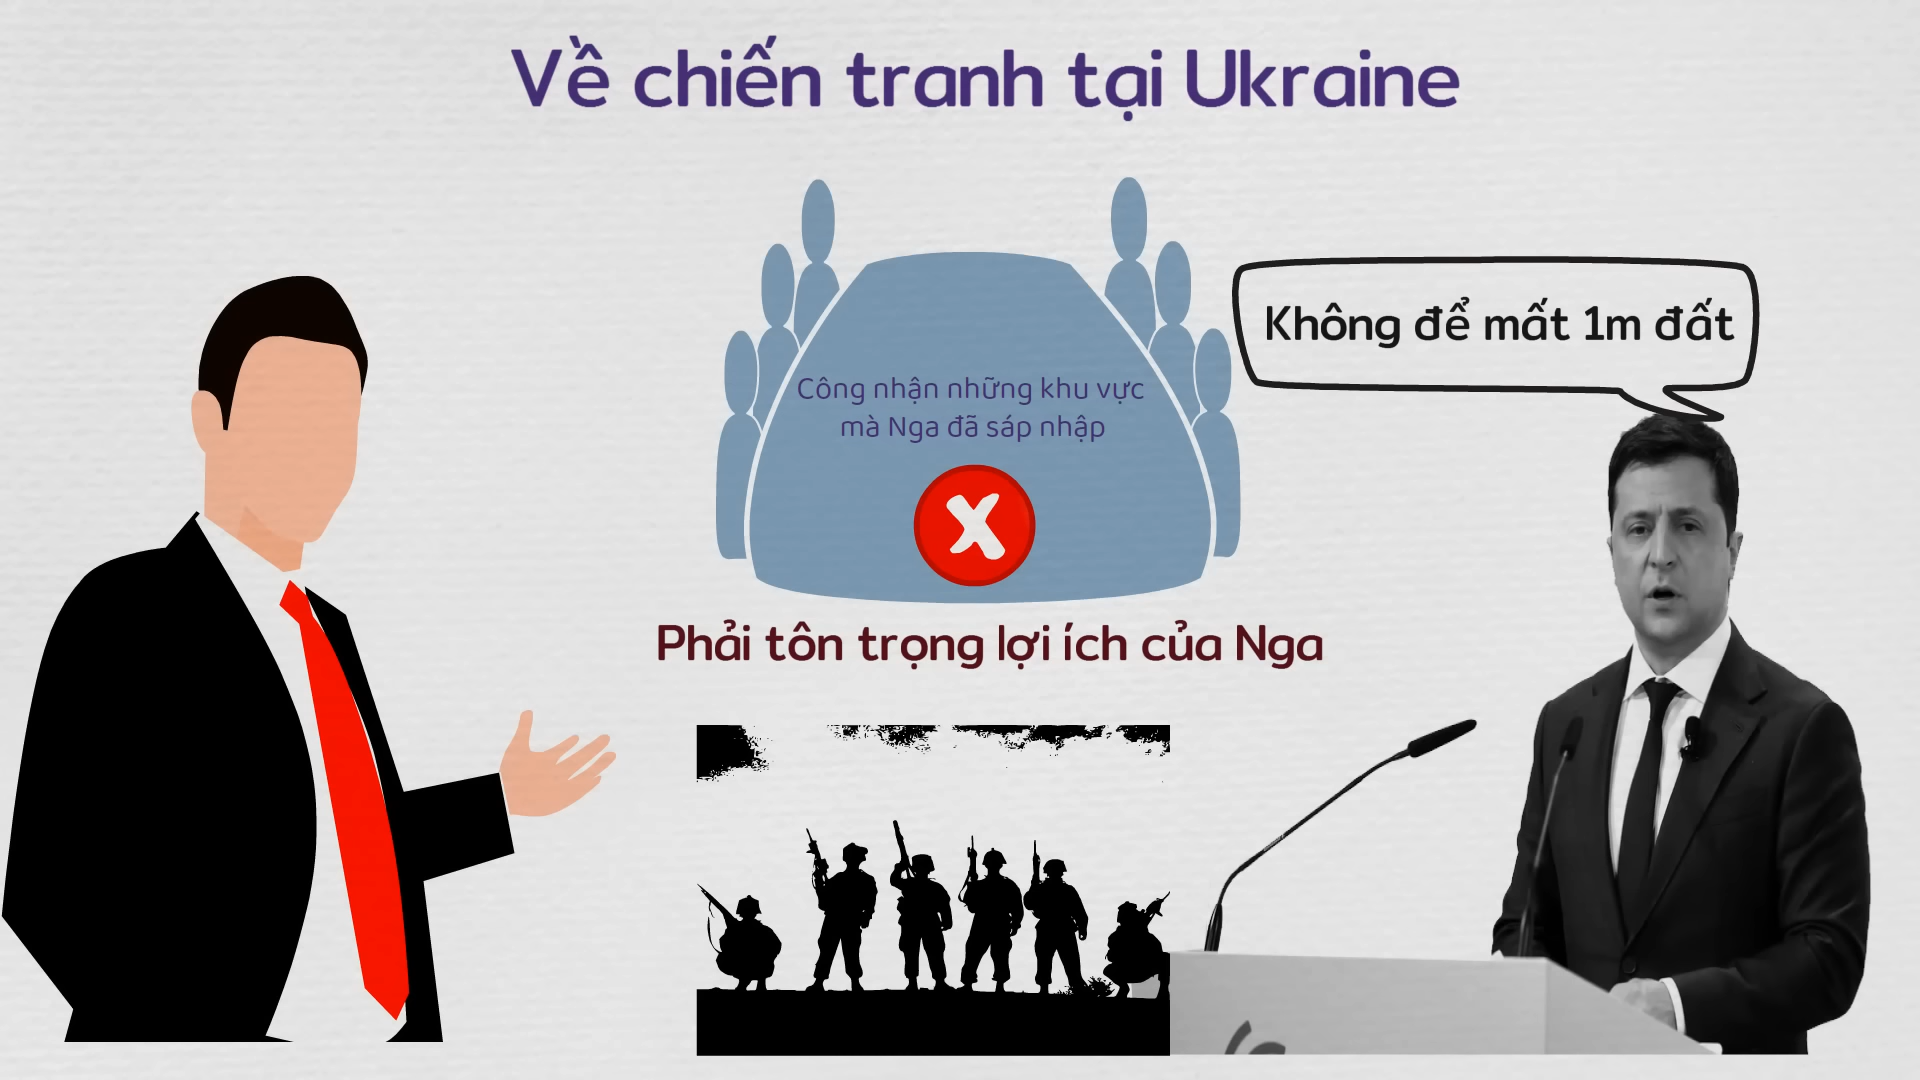 Về chiến tranh tại Ukraine
Không để mất 1m đất
Công nhận những khu vực
mà Nga đã sáp nhập
Phải tôn trọng lợi ích của Nga